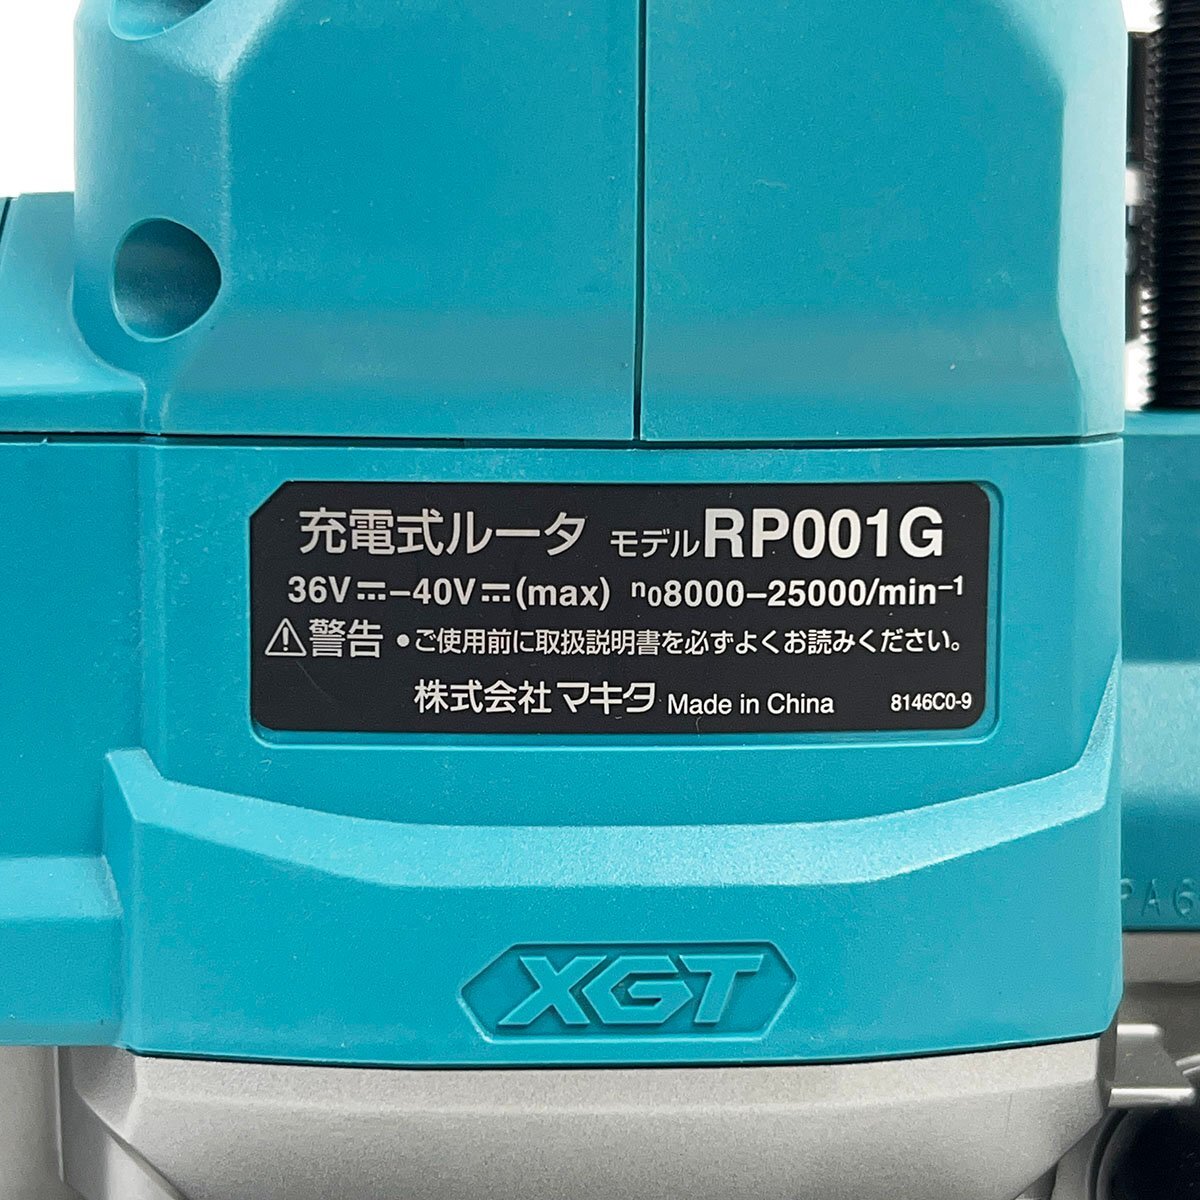 充電式ルータ モデルRP001G
36V⎓–40V⎓(max) n₀8000–25000/min⁻¹
⚠警告 ●ご使用前に取扱説明書を必ずよくお読みください。
株式会社マキタ Made in China 8146C0-9
PA6
XGT